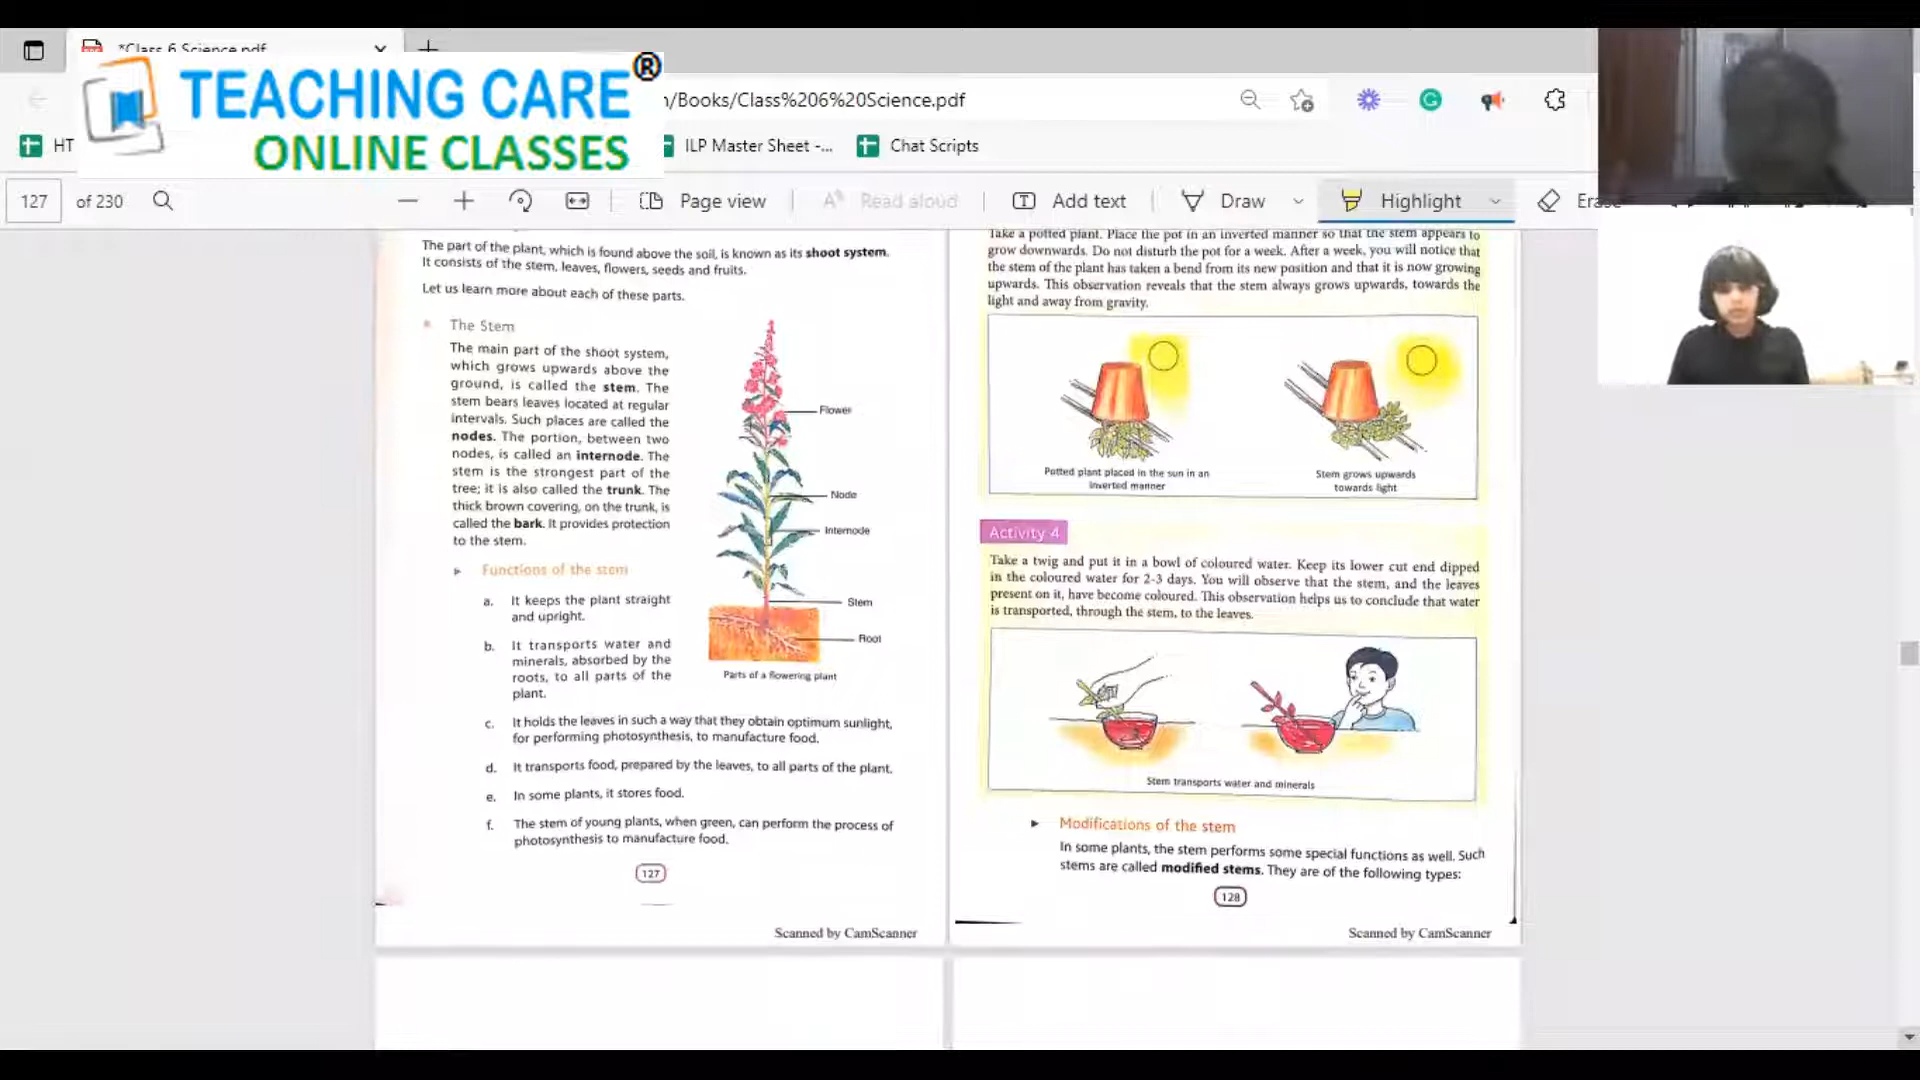 *Class 6 Science.pdf
TEACHING CARE®
ONLINE CLASSES
/Books/Class%206%20Science.pdf
HT
ILP Master Sheet -...
Chat Scripts
127 of 230
Page view
Read aloud
Add text
Draw
Highlight
The part of the plant, which is found above the soil, is known as its shoot system.
It consists of the stem, leaves, flowers, seeds and fruits.
Let us learn more about each of these parts.
The Stem
The main part of the shoot system,
which grows upwards above the
ground, is called the stem. The
stem bears leaves located at regular
intervals. Such places are called the
nodes. The portion, between two
nodes, is called an internode. The
stem is the strongest part of the
tree; it is also called the trunk. The
thick brown covering, on the trunk, is
called the bark. It provides protection
to the stem.
Flower
Node
Internode
Stem
Root
Parts of a flowering plant
Functions of the stem
a. It keeps the plant straight
and upright.
b. It transports water and
minerals, absorbed by the
roots, to all parts of the
plant.
c. It holds the leaves in such a way that they obtain optimum sunlight,
for performing photosynthesis, to manufacture food.
d. It transports food, prepared by the leaves, to all parts of the plant.
e. In some plants, it stores food.
f. The stem of young plants, when green, can perform the process of
photosynthesis to manufacture food.
127
Scanned by CamScanner
Take a potted plant. Place the pot in an inverted manner so that the stem appears to
grow downwards. Do not disturb the pot for a week. After a week, you will notice that
the stem of the plant has taken a bend from its new position and that it is now growing
upwards. This observation reveals that the stem always grows upwards, towards the
light and away from gravity.
Potted plant placed in the sun in an
inverted manner
Stem grows upwards
towards light
Activity 4
Take a twig and put it in a bowl of coloured water. Keep its lower cut end dipped
in the coloured water for 2-3 days. You will observe that the stem, and the leaves
present on it, have become coloured. This observation helps us to conclude that water
is transported, through the stem, to the leaves.
Stem transports water and minerals
Modifications of the stem
In some plants, the stem performs some special functions as well. Such
stems are called modified stems. They are of the following types:
128
Scanned by CamScanner